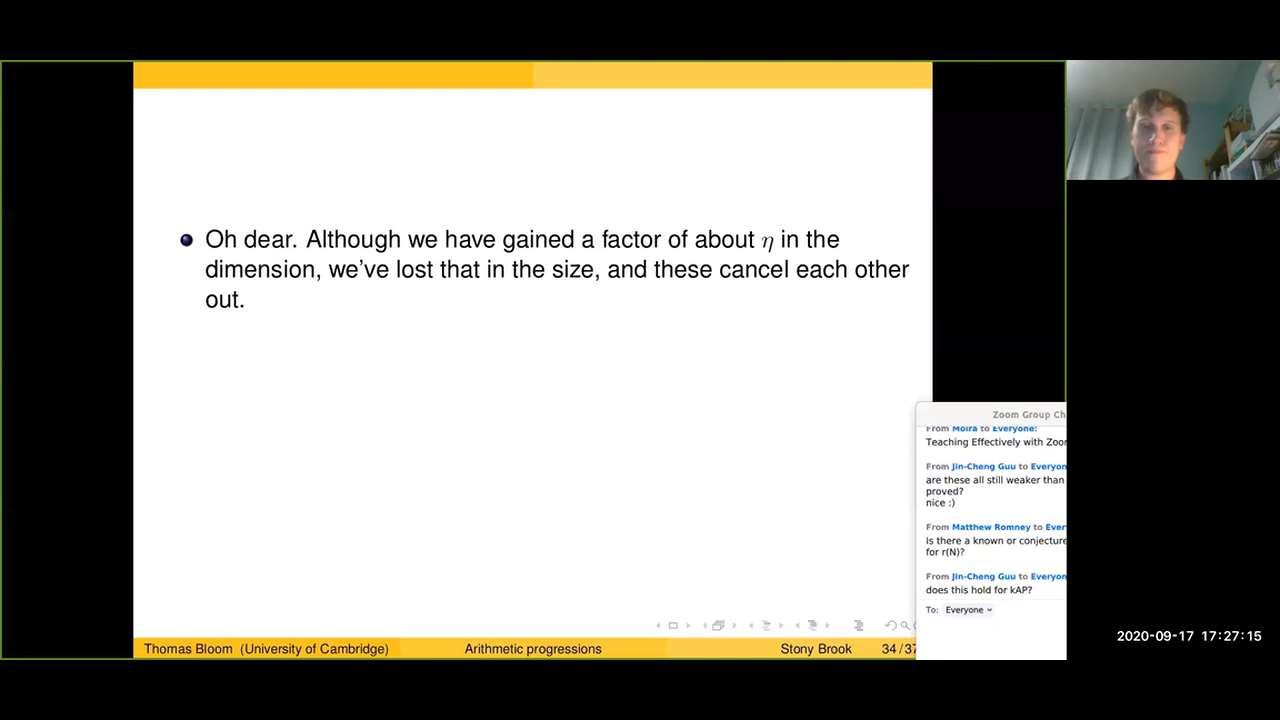 Oh dear. Although we have gained a factor of about η in the
dimension, we've lost that in the size, and these cancel each other
out.
Thomas Bloom (University of Cambridge) Arithmetic progressions Stony Brook 34/37
Zoom Group Ch
From Moira to Everyone:
Teaching Effectively with Zoo
From Jin-Cheng Guu to Everyon
are these all still weaker than
proved?
nice :)
From Matthew Romney to Ever
Is there a known or conjecture
for r(N)?
From Jin-Cheng Guu to Everyon
does this hold for kAP?
To: Everyone
2020-09-17 17:27:15